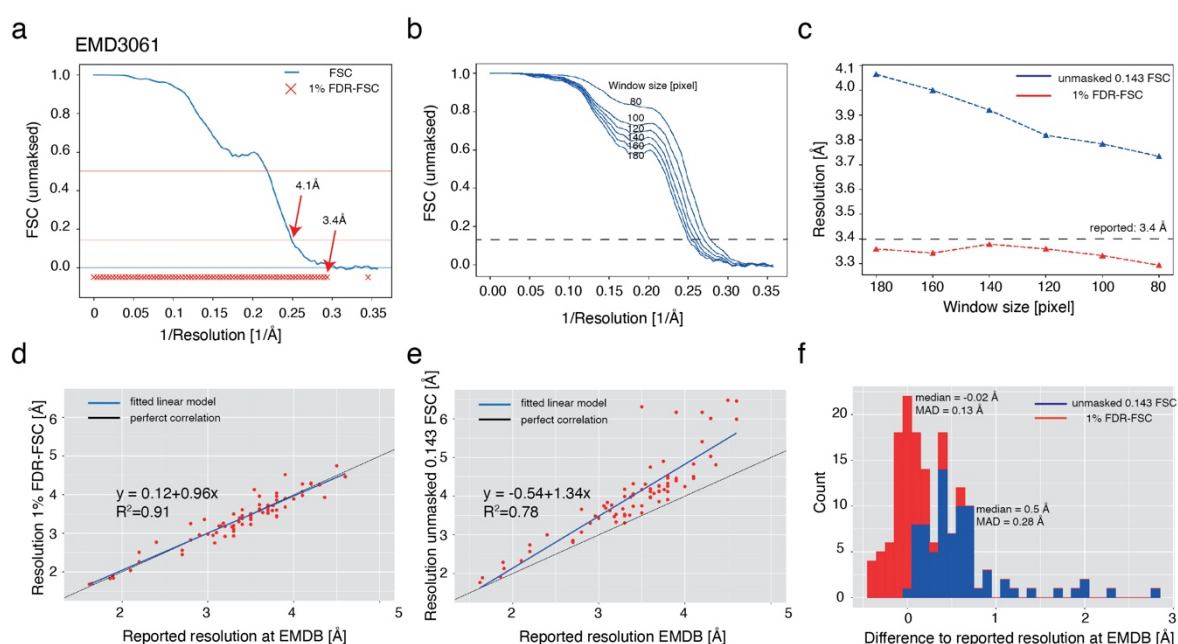 a
EMD3061
FSC
1% FDR-FSC
FSC (unmaksed)
1.0
0.8
0.6
0.4
0.2
0.0
4.1Å
3.4Å
0
0.05
0.10
0.15
0.20
0.25
0.30
0.35
1/Resolution [1/Å]
b
FSC (unmaksed)
1.0
0.8
0.6
0.4
0.2
0.0
Window size [pixel]
80
100
120
140
160
180
0.00
0.05
0.10
0.15
0.20
0.25
0.30
0.35
1/Resolution [1/Å]
c
Resolution [Å]
4.1
4.0
3.9
3.8
3.7
3.6
3.5
3.4
3.3
unmasked 0.143 FSC
1% FDR-FSC
reported: 3.4 Å
180
160
140
120
100
80
Window size [pixel]
d
Resolution 1% FDR-FSC [Å]
6
5
4
3
2
fitted linear model
perferct correlation
y = 0.12+0.96x
R²=0.91
2
3
4
5
Reported resolution at EMDB [Å]
e
Resolution unmasked 0.143 FSC [Å]
6
5
4
3
2
fitted linear model
perfect correlation
y = -0.54+1.34x
R²=0.78
2
3
4
5
Reported resolution EMDB [Å]
f
Count
20
15
10
5
0
median = -0.02 Å
MAD = 0.13 Å
unmasked 0.143 FSC
1% FDR-FSC
median = 0.5 Å
MAD = 0.28 Å
0
1
2
3
Difference to reported resolution at EMDB [Å]